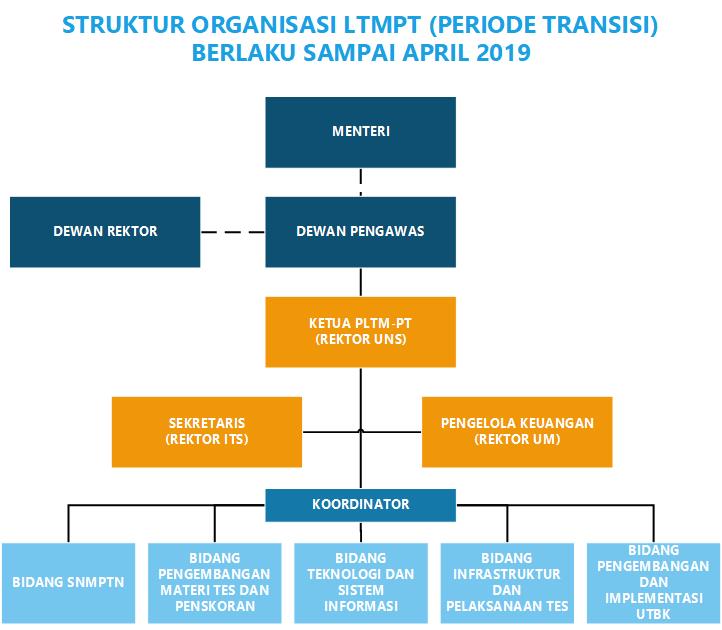 STRUKTUR ORGANISASI LTMPT (PERIODE TRANSISI)
BERLAKU SAMPAI APRIL 2019
MENTERI
DEWAN REKTOR
DEWAN PENGAWAS
KETUA PLTM-PT
(REKTOR UNS)
SEKRETARIS
(REKTOR ITS)
PENGELOLA KEUANGAN
(REKTOR UM)
KOORDINATOR
BIDANG SNMPTN
BIDANG
PENGEMBANGAN
MATERI TES DAN
PENSKORAN
BIDANG
TEKNOLOGI DAN
SISTEM
INFORMASI
BIDANG
INFRASTRUKTUR
DAN
PELAKSANAAN TES
BIDANG
PENGEMBANGAN
DAN
IMPLEMENTASI
UTBK